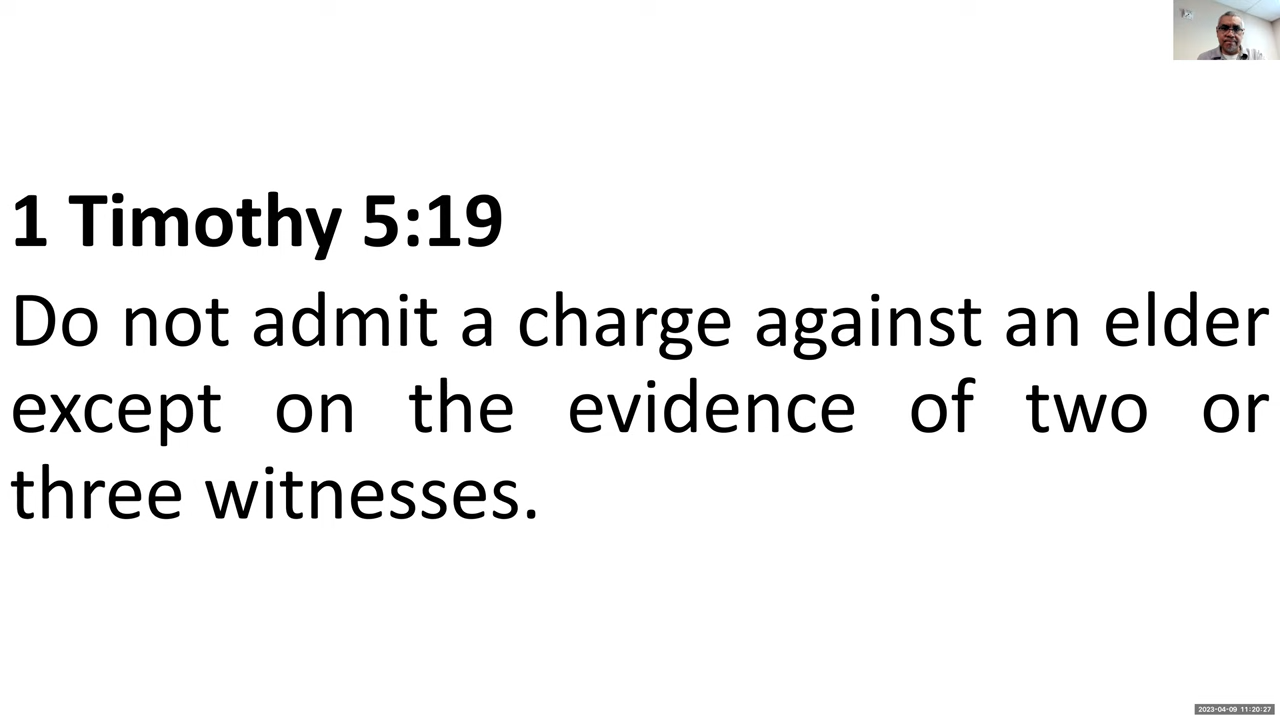 1 Timothy 5:19
Do not admit a charge against an elder
except on the evidence of two or
three witnesses.
2023-04-09 11:20:27